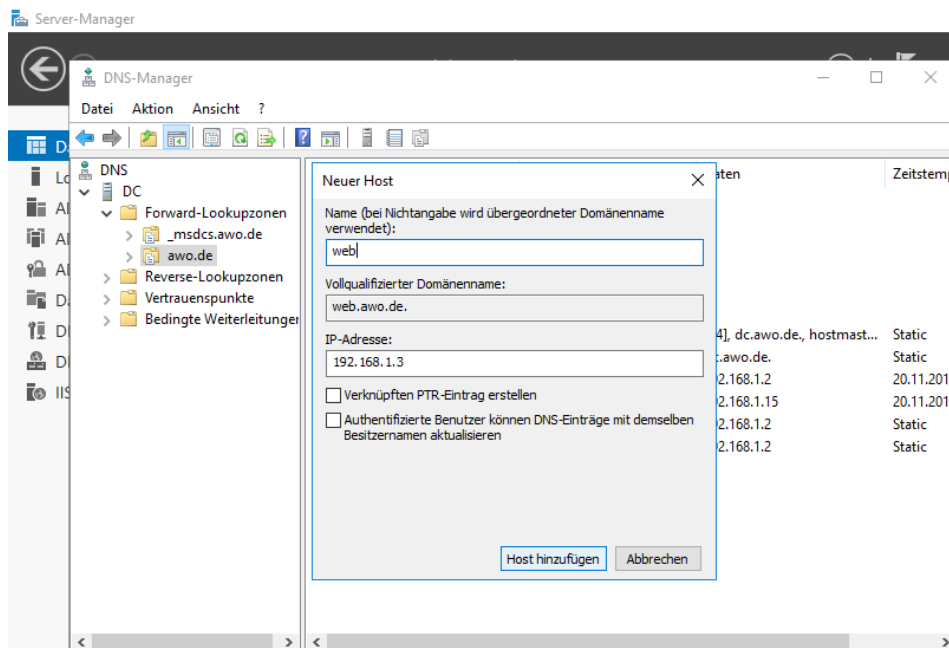 Server-Manager
DNS-Manager
Datei Aktion Ansicht ?
DNS
DC
Forward-Lookupzonen
_msdcs.awo.de
awo.de
Reverse-Lookupzonen
Vertrauenspunkte
Bedingte Weiterleitunger
Neuer Host
Name (bei Nichtangabe wird übergeordneter Domänenname
verwendet):
web
Vollqualifizierter Domänenname:
web.awo.de.
IP-Adresse:
192.168.1.3
Verknüpften PTR-Eintrag erstellen
Authentifizierte Benutzer können DNS-Einträge mit demselben
Besitzernamen aktualisieren
Host hinzufügen Abbrechen
aten Zeitstemp
4], dc.awo.de., hostmast... Static
.awo.de. Static
2.168.1.2 20.11.201
2.168.1.15 20.11.201
2.168.1.2 Static
2.168.1.2 Static
IIS